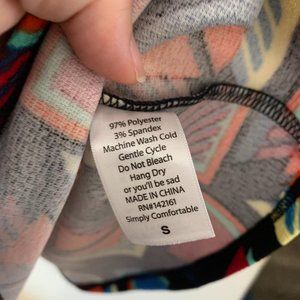 97% Polyester
3% Spandex
Machine Wash Cold
Gentle Cycle
Do Not Bleach
Hang Dry
or you'll be sad
MADE IN CHINA
RN#142161
Simply Comfortable
S